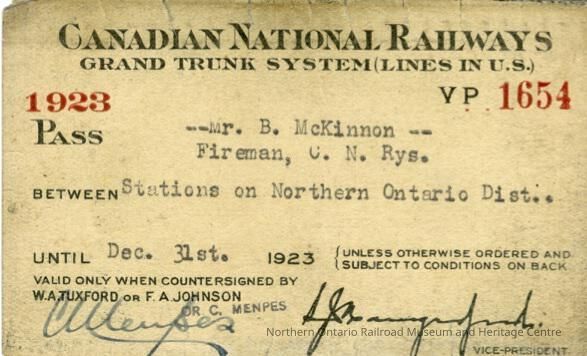 CANADIAN NATIONAL RAILWAYS
GRAND TRUNK SYSTEM (LINES IN U.S.)
1923 VP 1654
PASS --Mr. B. McKinnon --
Fireman, C. N. Rys.
BETWEEN Stations on Northern Ontario Dist..
UNTIL Dec. 31st. 1923 {UNLESS OTHERWISE ORDERED AND
SUBJECT TO CONDITIONS ON BACK
VALID ONLY WHEN COUNTERSIGNED BY
W.A. TUXFORD OR F. A. JOHNSON
OR C. MENPES
CMenpes
Northern Ontario Railroad Museum and Heritage Centre
VICE-PRESIDENT